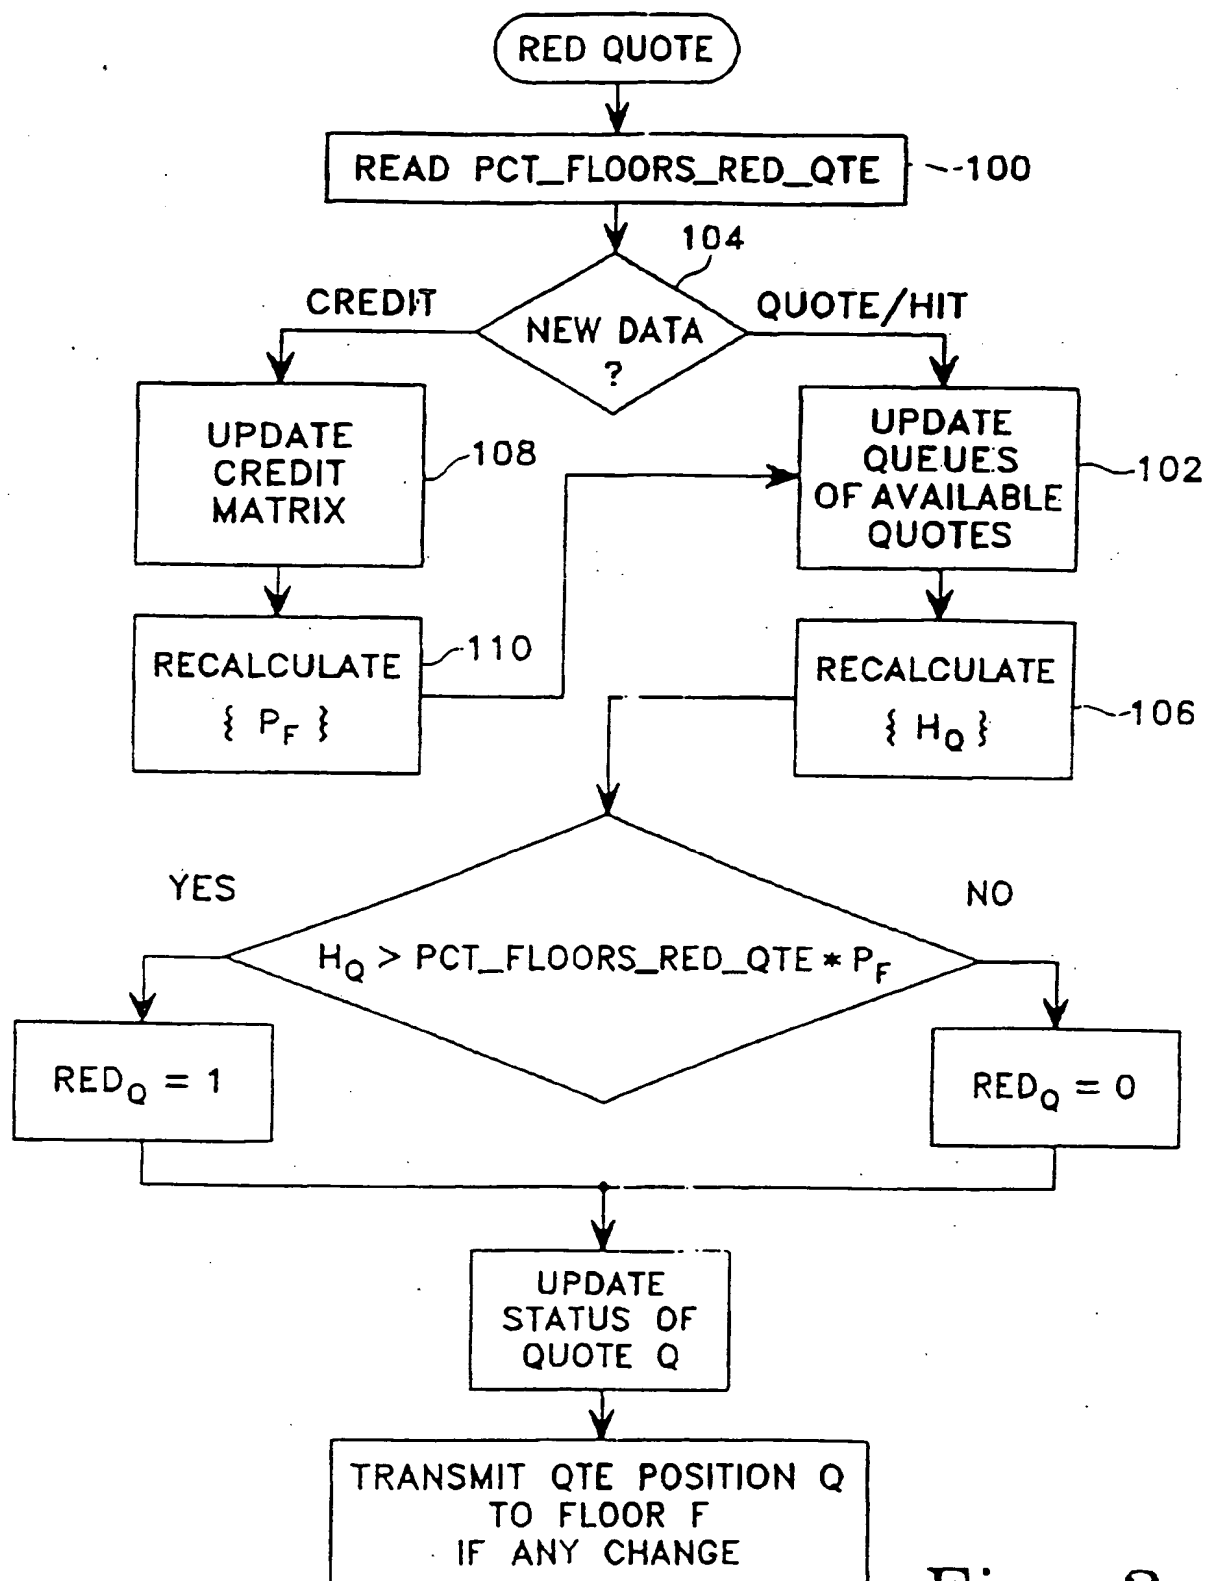 RED QUOTE
READ PCT_FLOORS_RED_QTE
100
104
CREDIT
QUOTE/HIT
NEW DATA
?
UPDATE
CREDIT
MATRIX
108
UPDATE
QUEUES
OF AVAILABLE
QUOTES
102
RECALCULATE
{ P_F }
110
RECALCULATE
{ H_Q }
106
YES
NO
H_Q > PCT_FLOORS_RED_QTE * P_F
RED_Q = 1
RED_Q = 0
UPDATE
STATUS OF
QUOTE Q
TRANSMIT QTE POSITION Q
TO FLOOR F
IF ANY CHANGE